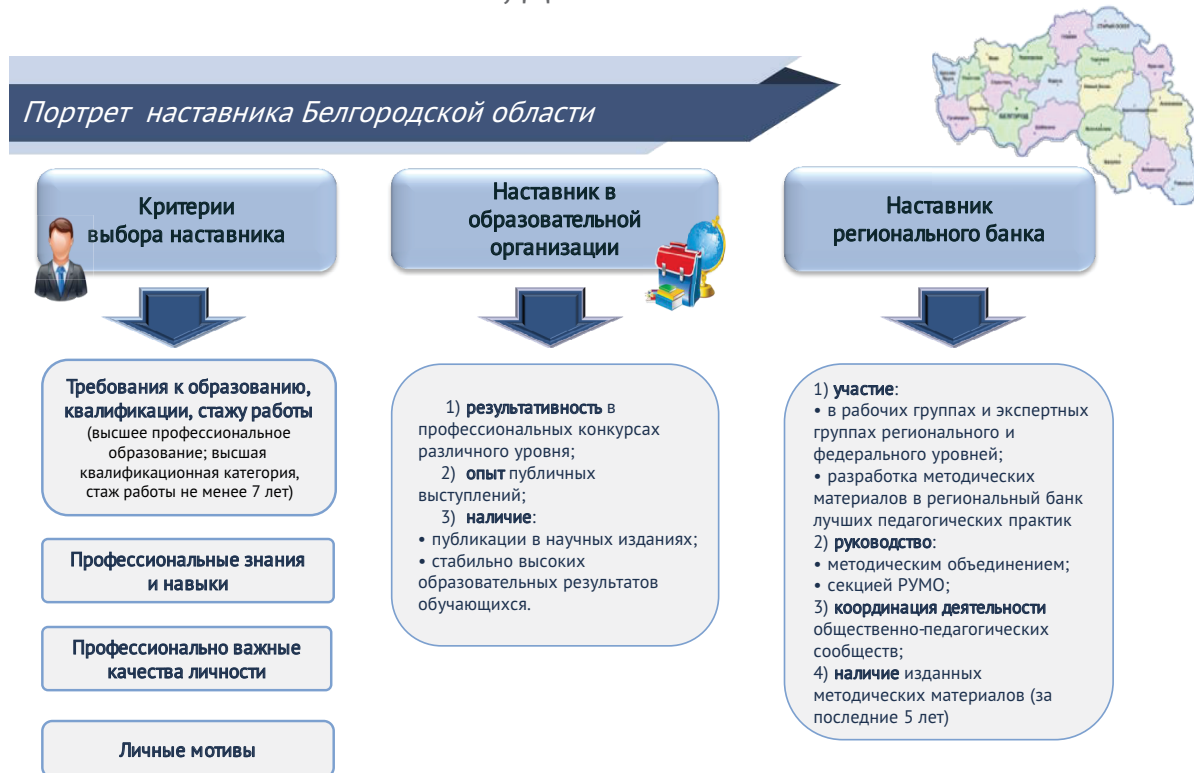 Портрет наставника Белгородской области
Критерии
выбора наставника
Требования к образованию,
квалификации, стажу работы
(высшее профессиональное
образование; высшая
квалификационная категория,
стаж работы не менее 7 лет)
Профессиональные знания
и навыки
Профессионально важные
качества личности
Личные мотивы
Наставник в
образовательной
организации
1) результативность в
профессиональных конкурсах
различного уровня;
2) опыт публичных
выступлений;
3) наличие:
• публикации в научных изданиях;
• стабильно высоких
образовательных результатов
обучающихся.
Наставник
регионального банка
1) участие:
• в рабочих группах и экспертных
группах регионального и
федерального уровней;
• разработка методических
материалов в региональный банк
лучших педагогических практик
2) руководство:
• методическим объединением;
• секцией РУМО;
3) координация деятельности
общественно-педагогических
сообществ;
4) наличие изданных
методических материалов (за
последние 5 лет)
БЕЛГОРОД